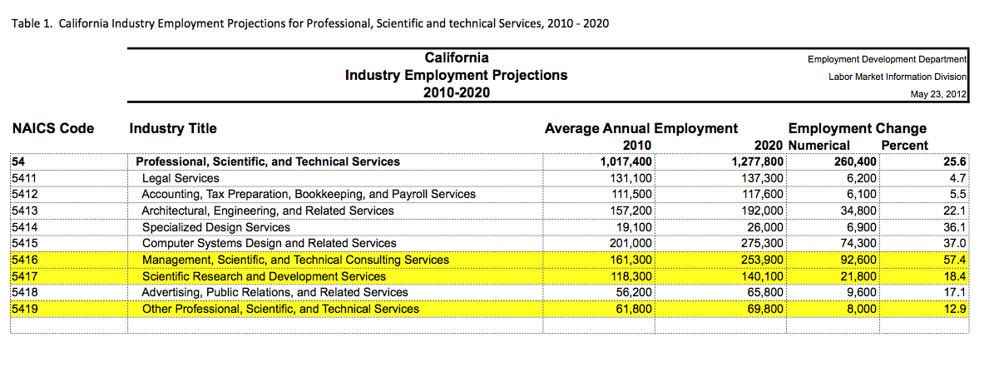 Table 1. California Industry Employment Projections for Professional, Scientific and technical Services, 2010 - 2020
California
Industry Employment Projections
2010-2020
Employment Development Department
Labor Market Information Division
May 23, 2012
NAICS Code Industry Title Average Annual Employment Employment Change
2010 2020 Numerical Percent
54 Professional, Scientific, and Technical Services 1,017,400 1,277,800 260,400 25.6
5411 Legal Services 131,100 137,300 6,200 4.7
5412 Accounting, Tax Preparation, Bookkeeping, and Payroll Services 111,500 117,600 6,100 5.5
5413 Architectural, Engineering, and Related Services 157,200 192,000 34,800 22.1
5414 Specialized Design Services 19,100 26,000 6,900 36.1
5415 Computer Systems Design and Related Services 201,000 275,300 74,300 37.0
5416 Management, Scientific, and Technical Consulting Services 161,300 253,900 92,600 57.4
5417 Scientific Research and Development Services 118,300 140,100 21,800 18.4
5418 Advertising, Public Relations, and Related Services 56,200 65,800 9,600 17.1
5419 Other Professional, Scientific, and Technical Services 61,800 69,800 8,000 12.9